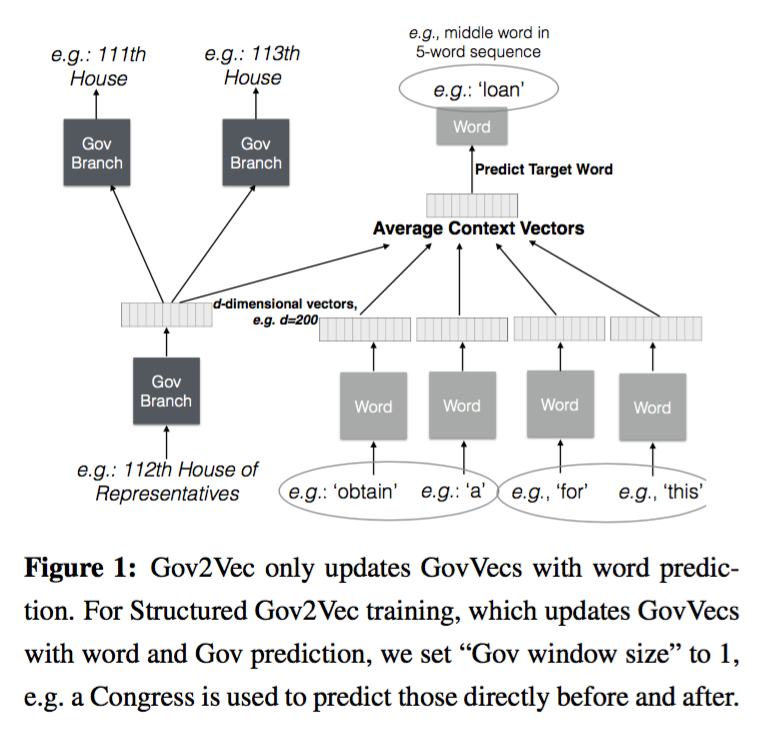 e.g.: 111th
House
e.g.: 113th
House
e.g., middle word in
5-word sequence
e.g.: ‘loan’
Gov
Branch
Gov
Branch
Word
Predict Target Word
Average Context Vectors
d-dimensional vectors,
e.g. d=200
Gov
Branch
Word
Word
Word
Word
e.g.: 112th House of
Representatives
e.g.: ‘obtain’
e.g.: ‘a’
e.g., ‘for’
e.g., ‘this’
Figure 1: Gov2Vec only updates GovVecs with word predic-
tion. For Structured Gov2Vec training, which updates GovVecs
with word and Gov prediction, we set “Gov window size” to 1,
e.g. a Congress is used to predict those directly before and after.